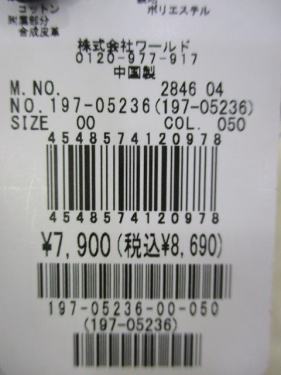 コットン ポリエステル
附属部分
合成皮革
株式会社ワールド
0120-977-917
中国製
M.NO. 2846 04
NO.197-05236(197-05236)
SIZE 00 COL. 050
4548574120978
4548574120978
¥7,900(税込¥8,690)
197-05236-00-050
(197-05236)